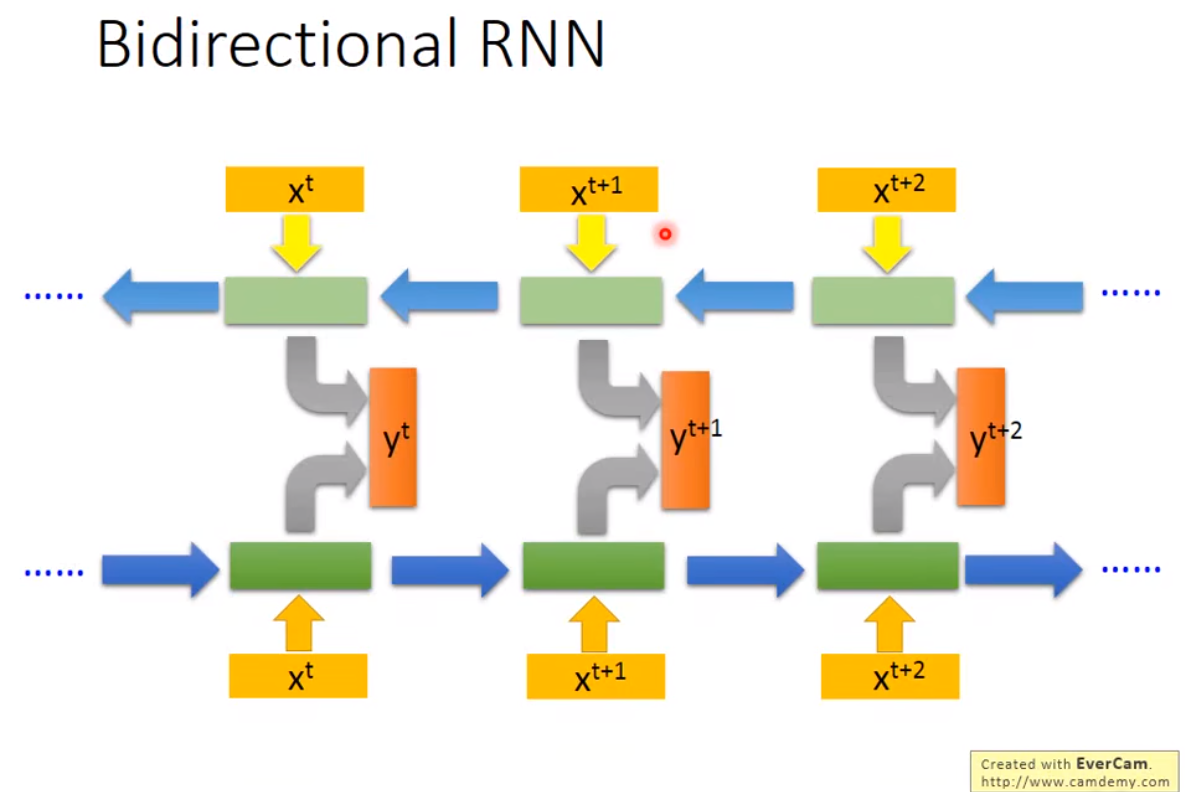 Bidirectional RNN
x^t x^t+1 x^t+2
...... ......
y^t y^t+1 y^t+2
...... ......
x^t x^t+1 x^t+2
Created with EverCam.
http://www.camdemy.com